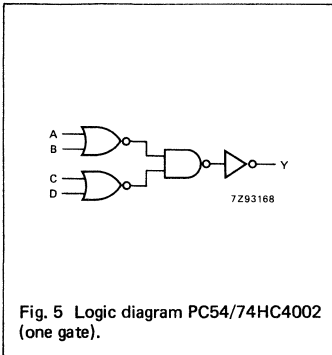 A
B
C
D
Y
7Z93168
Fig. 5 Logic diagram PC54/74HC4002
(one gate).